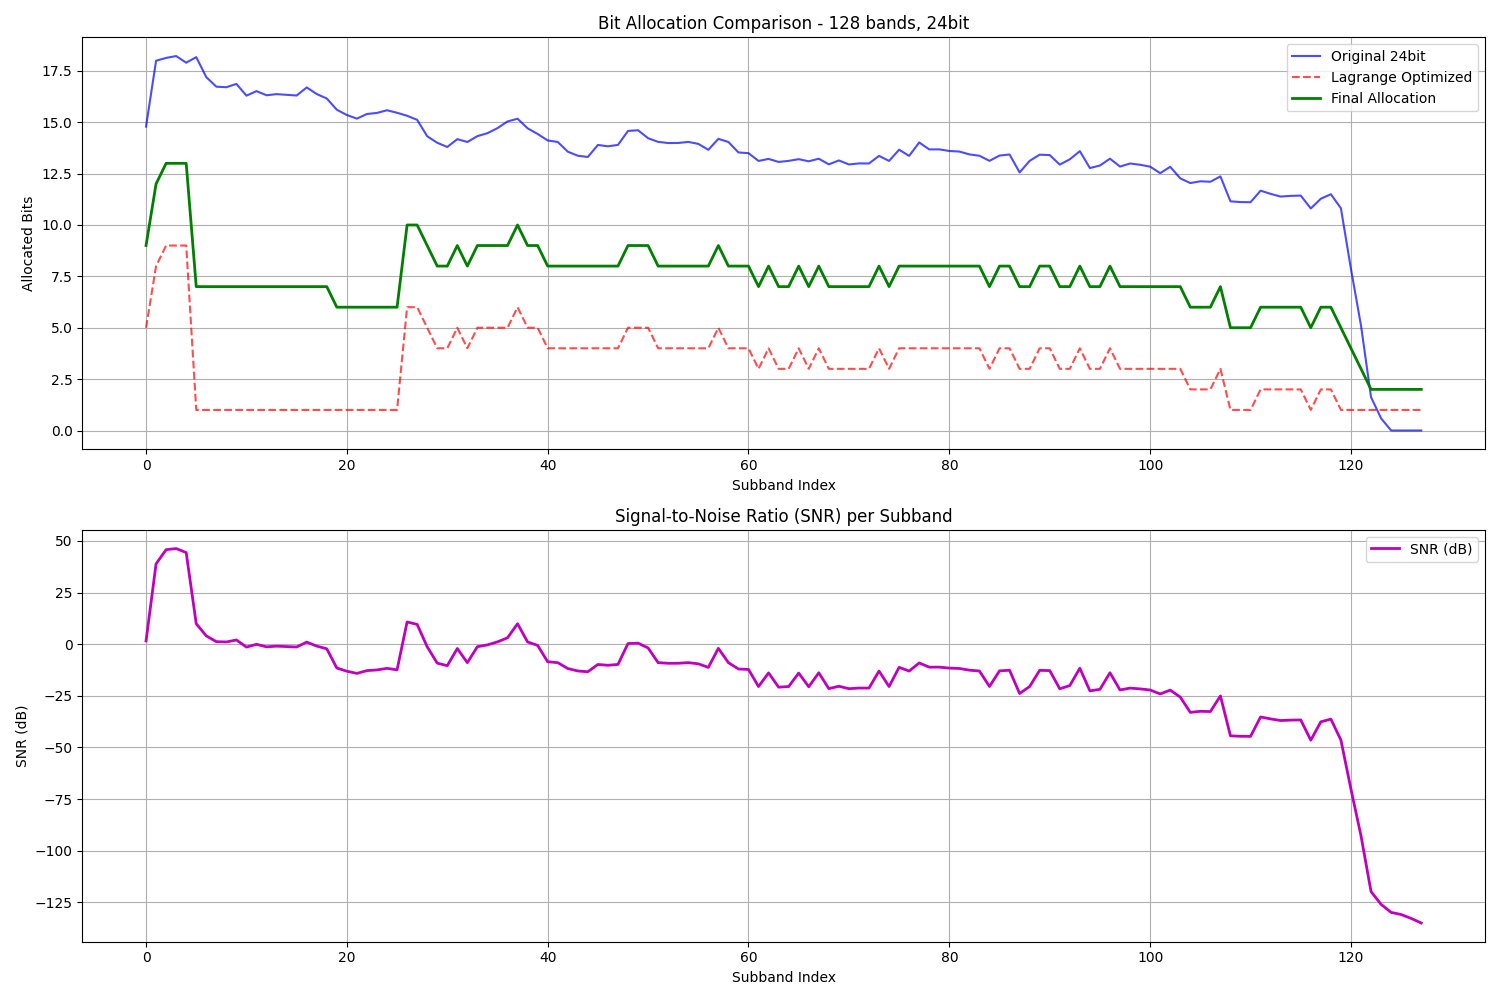 Bit Allocation Comparison - 128 bands, 24bit
Original 24bit
Lagrange Optimized
Final Allocation
Allocated Bits
17.5
15.0
12.5
10.0
7.5
5.0
2.5
0.0
0 20 40 60 80 100 120
Subband Index
Signal-to-Noise Ratio (SNR) per Subband
SNR (dB)
SNR (dB)
50
25
0
−25
−50
−75
−100
−125
0 20 40 60 80 100 120
Subband Index